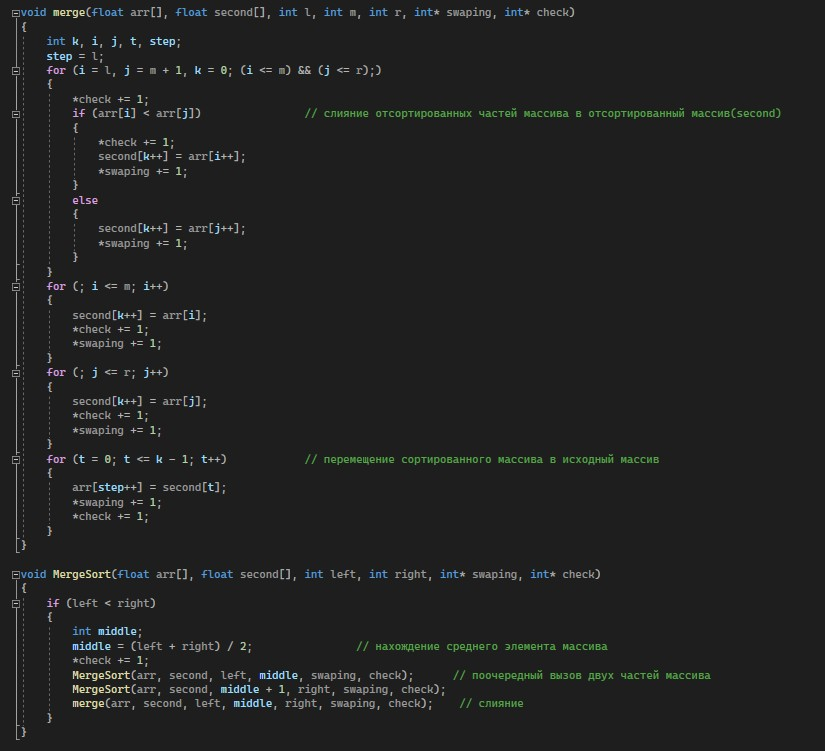 void merge(float arr[], float second[], int l, int m, int r, int* swaping, int* check)
{
    int k, i, j, t, step;
    step = l;
    for (i = l, j = m + 1, k = 0; (i <= m) && (j <= r);)
    {
        *check += 1;
        if (arr[i] < arr[j])                // слияние отсортированных частей массива в отсортированный массив(second)
        {
            *check += 1;
            second[k++] = arr[i++];
            *swaping += 1;
        }
        else
        {
            second[k++] = arr[j++];
            *swaping += 1;
        }
    }
    for (; i <= m; i++)
    {
        second[k++] = arr[i];
        *check += 1;
        *swaping += 1;
    }
    for (; j <= r; j++)
    {
        second[k++] = arr[j];
        *check += 1;
        *swaping += 1;
    }
    for (t = 0; t <= k - 1; t++)            // перемещение сортированного массива в исходный массив
    {
        arr[step++] = second[t];
        *swaping += 1;
        *check += 1;
    }
}
void MergeSort(float arr[], float second[], int left, int right, int* swaping, int* check)
{
    if (left < right)
    {
        int middle;
        middle = (left + right) / 2;                // нахождение среднего элемента массива
        *check += 1;
        MergeSort(arr, second, left, middle, swaping, check);      // поочередный вызов двух частей массива
        MergeSort(arr, second, middle + 1, right, swaping, check);
        merge(arr, second, left, middle, right, swaping, check);    // слияние
    }
}